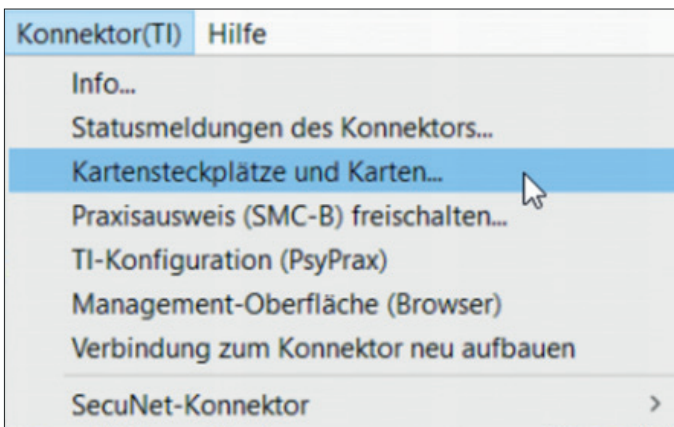 Konnektor(TI) Hilfe
Info...
Statusmeldungen des Konnektors...
Kartensteckplätze und Karten...
Praxisausweis (SMC-B) freischalten...
TI-Konfiguration (PsyPrax)
Management-Oberfläche (Browser)
Verbindung zum Konnektor neu aufbauen
SecuNet-Konnektor